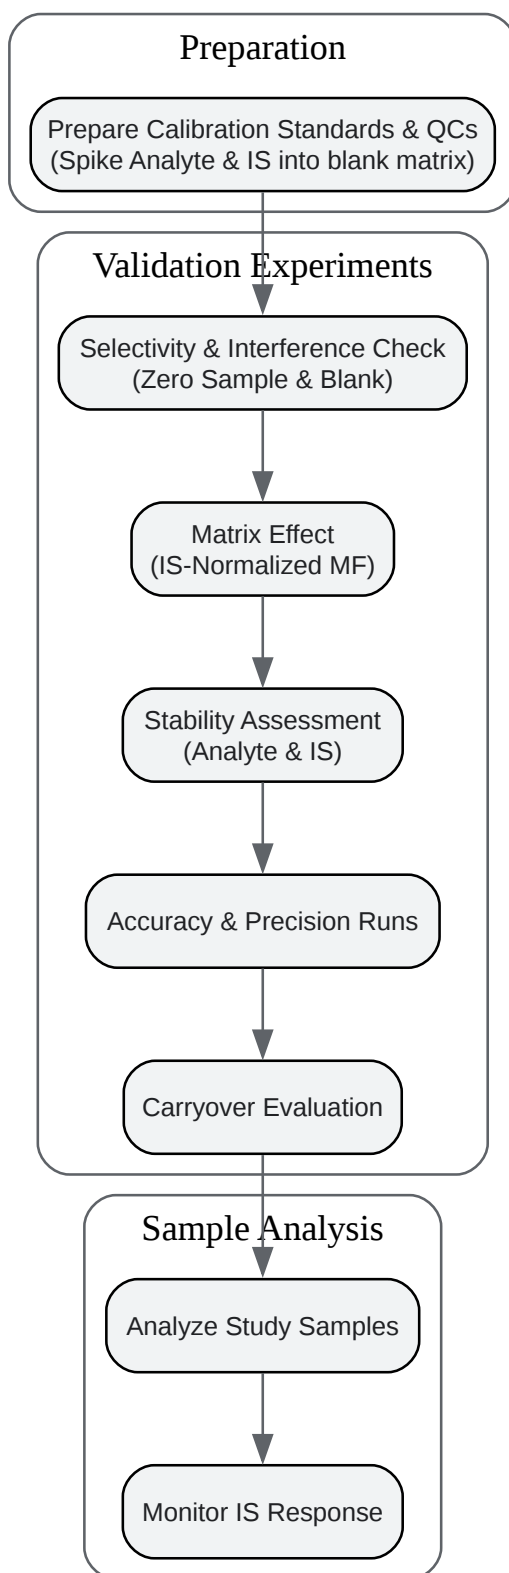 Preparation
Prepare Calibration Standards & QCs
(Spike Analyte & IS into blank matrix)
Validation Experiments
Selectivity & Interference Check
(Zero Sample & Blank)
Matrix Effect
(IS-Normalized MF)
Stability Assessment
(Analyte & IS)
Accuracy & Precision Runs
Carryover Evaluation
Sample Analysis
Analyze Study Samples
Monitor IS Response